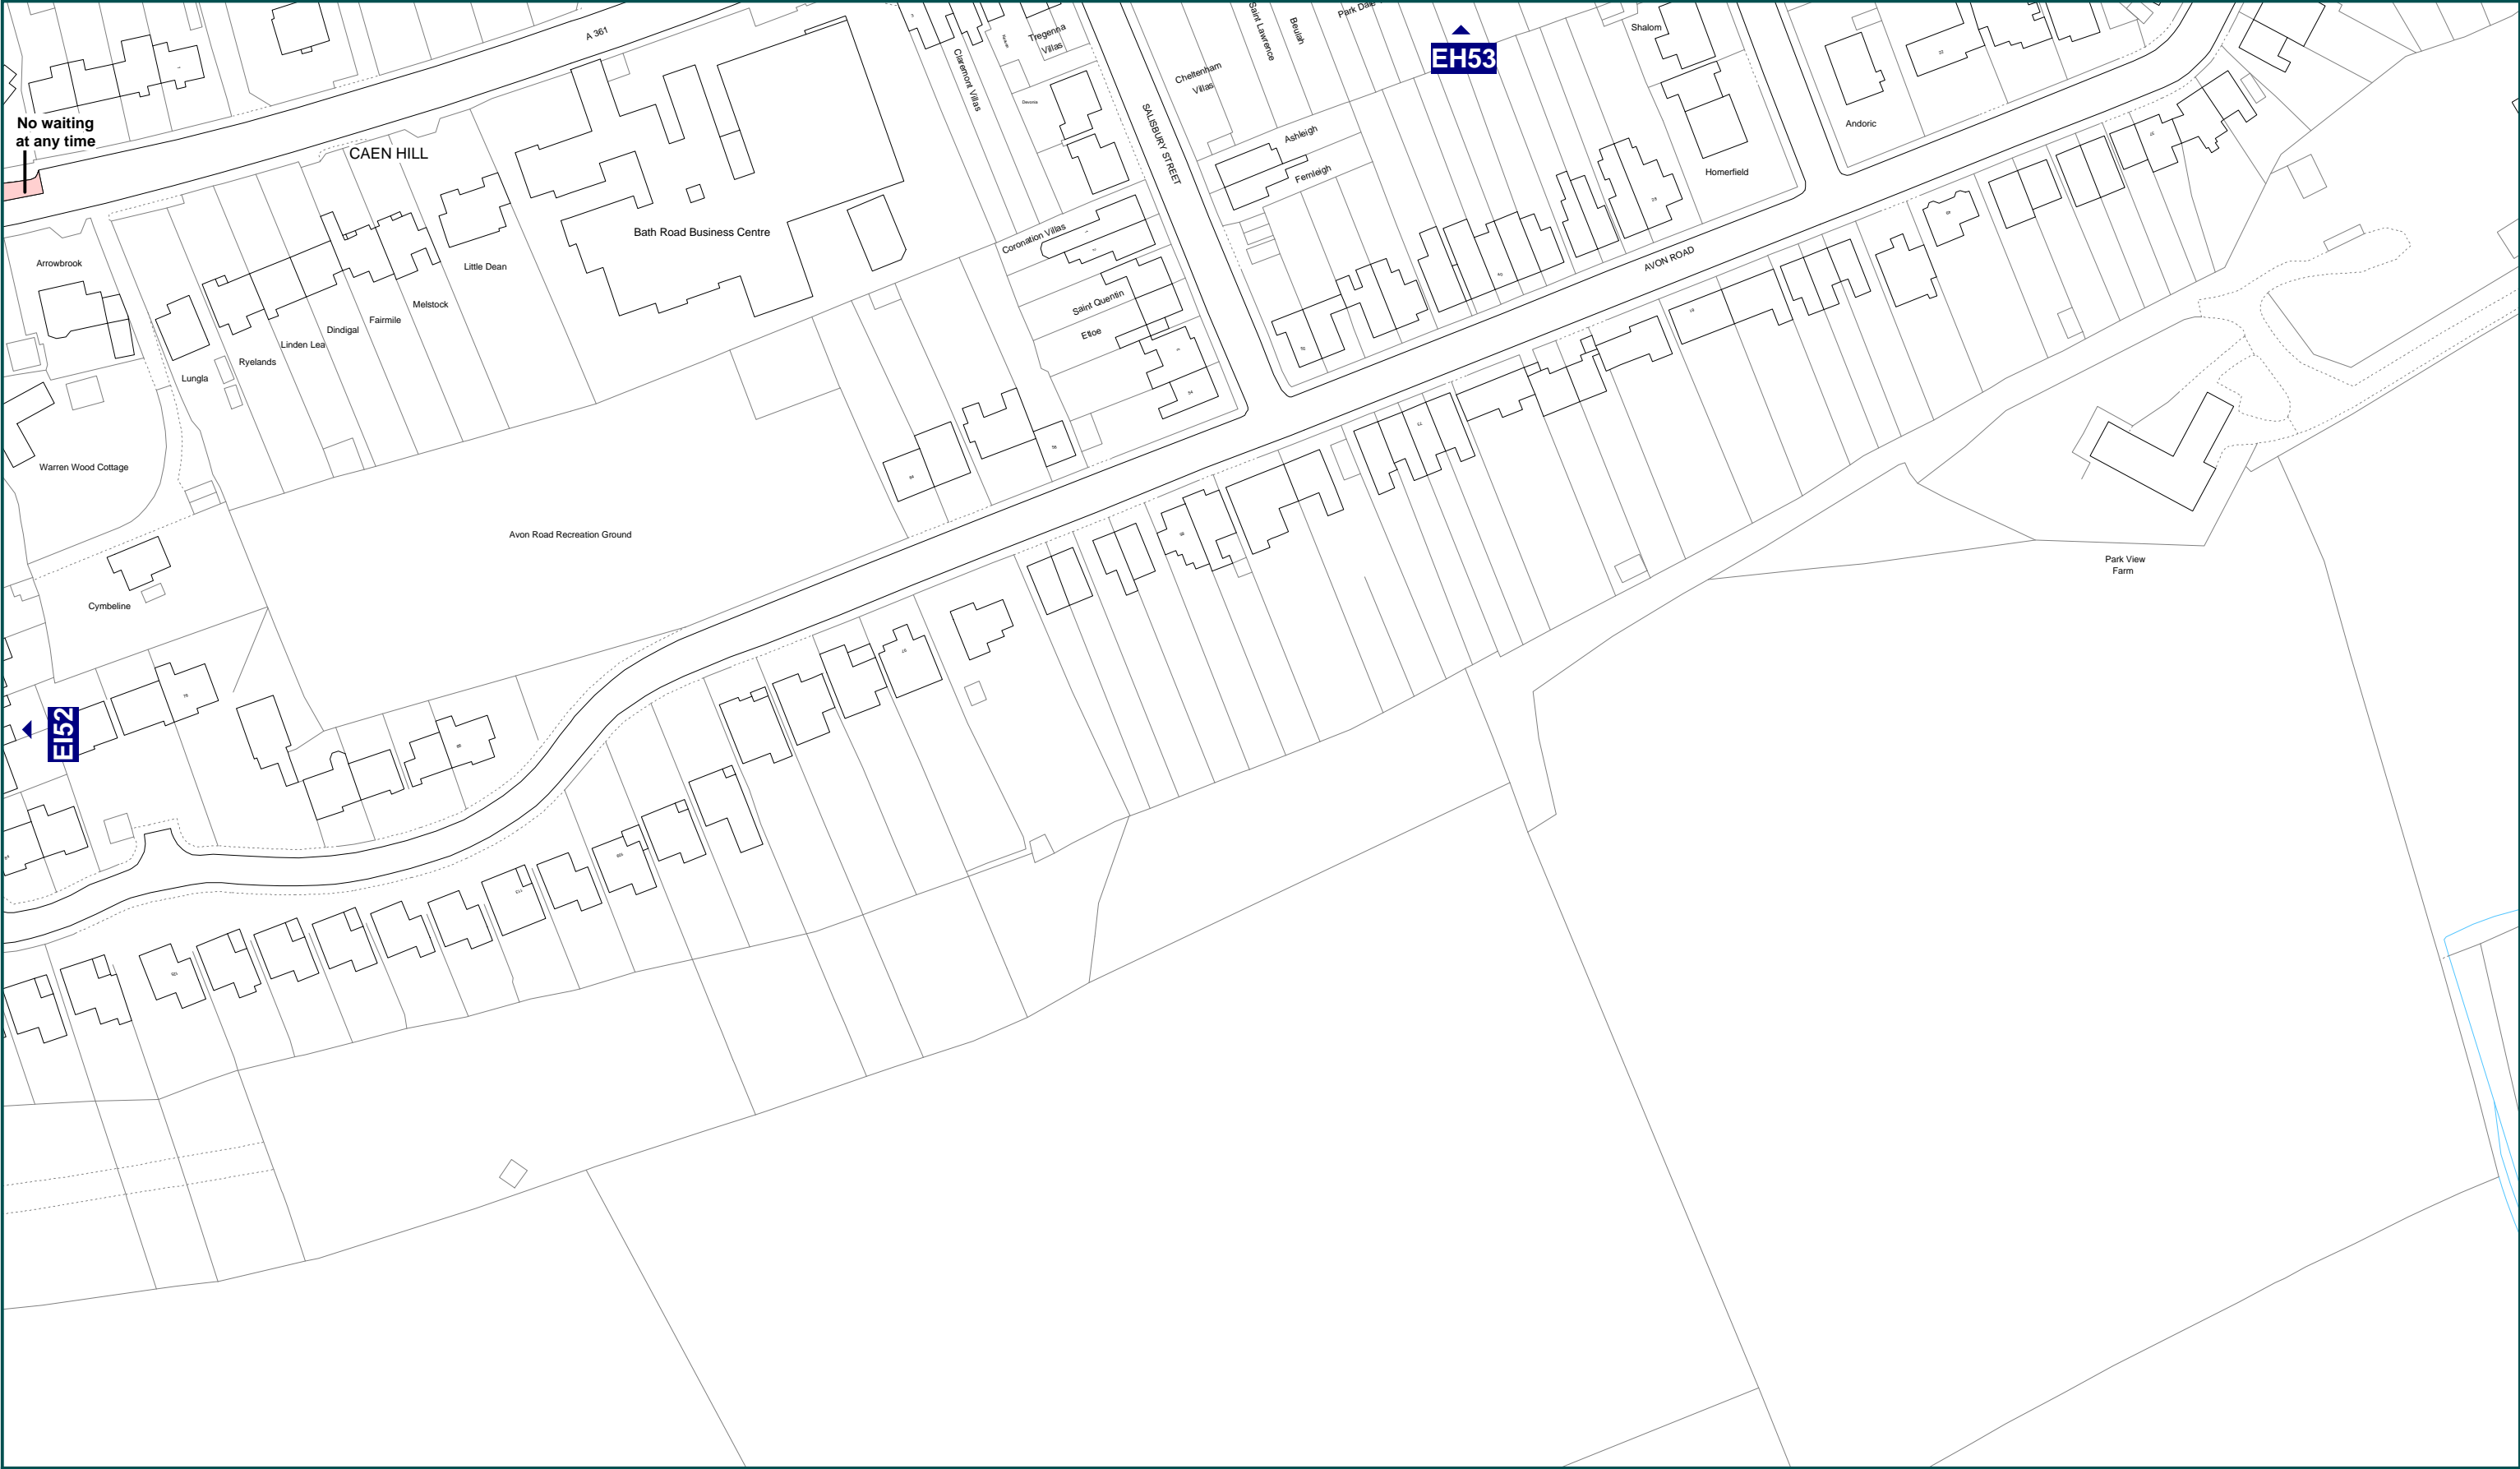 A 361
Claremont Villas
Tregenna
Villas
Saint Lawrence
Beulah
Park Dale
EH53
Shalom
Cheltenham
Villas
Devonia
No waiting
at any time
CAEN HILL
SALISBURY STREET
Ashleigh
Fernleigh
Andoric
Homerfield
Bath Road Business Centre
Coronation Villas
Arrowbrook
Little Dean
AVON ROAD
Melstock
Fairmile
Dindigal
Linden Lea
Ryelands
Lungla
Saint Quentin
Etloe
Warren Wood Cottage
Avon Road Recreation Ground
Park View
Farm
Cymbeline
EI52